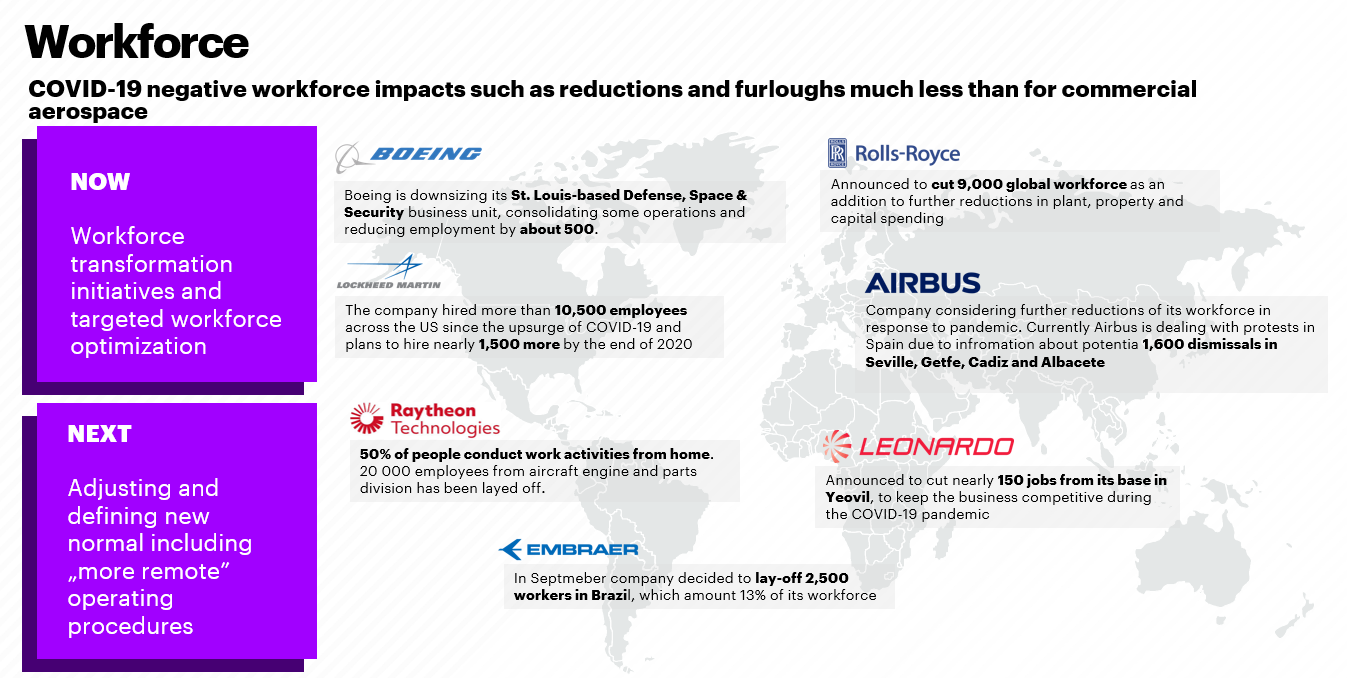 Workforce
COVID-19 negative workforce impacts such as reductions and furloughs much less than for commercial
aerospace
NOW
Workforce
transformation
initiatives and
targeted workforce
optimization
NEXT
Adjusting and
defining new
normal including
„more remote”
operating
procedures
BOEING
Boeing is downsizing its St. Louis-based Defense, Space &
Security business unit, consolidating some operations and
reducing employment by about 500.
LOCKHEED MARTIN
The company hired more than 10,500 employees
across the US since the upsurge of COVID-19 and
plans to hire nearly 1,500 more by the end of 2020
Raytheon
Technologies
50% of people conduct work activities from home.
20 000 employees from aircraft engine and parts
division has been layed off.
EMBRAER
In Septmeber company decided to lay-off 2,500
workers in Brazil, which amount 13% of its workforce
ROLLS
RR
ROYCE
Rolls-Royce
Announced to cut 9,000 global workforce as an
addition to further reductions in plant, property and
capital spending
AIRBUS
Company considering further reductions of its workforce in
response to pandemic. Currently Airbus is dealing with protests in
Spain due to infromation about potentia 1,600 dismissals in
Seville, Getfe, Cadiz and Albacete
LEONARDO
Announced to cut nearly 150 jobs from its base in
Yeovil, to keep the business competitive during
the COVID-19 pandemic